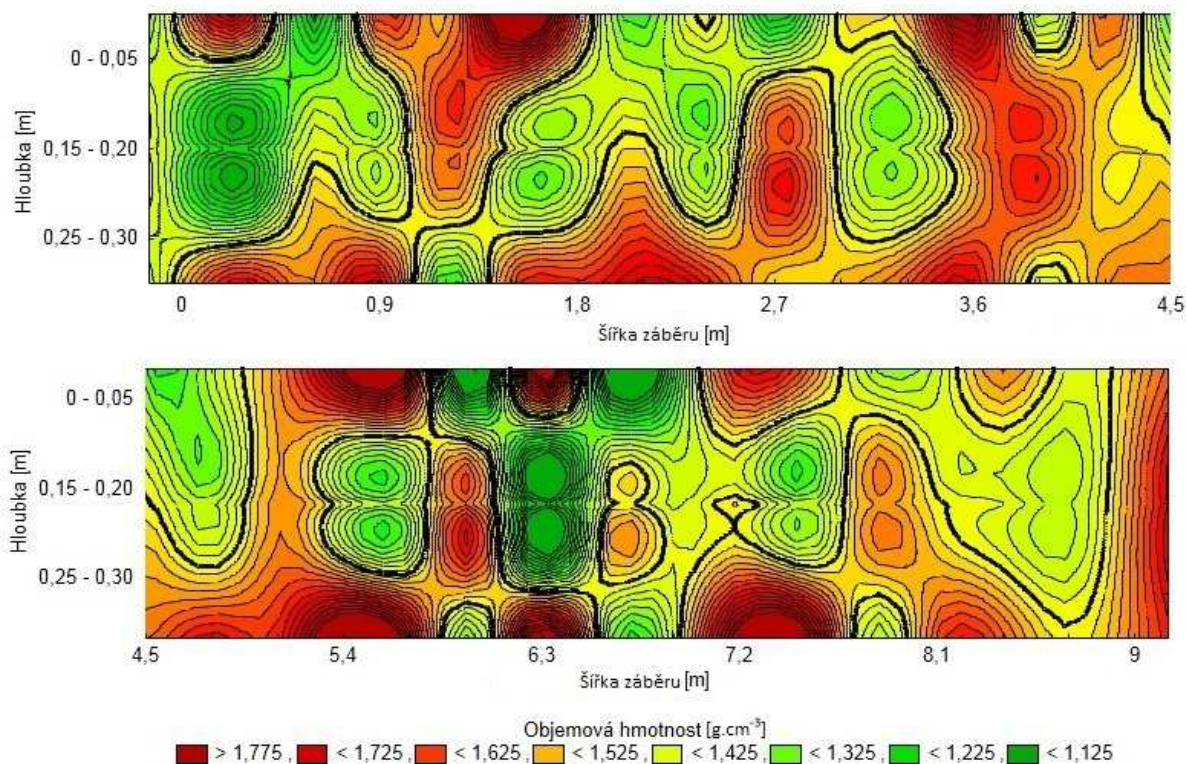 Hloubka [m]
0 - 0,05
0,15 - 0,20
0,25 - 0,30
0 0,9 1,8 2,7 3,6 4,5
Šířka záběru [m]
Hloubka [m]
0 - 0,05
0,15 - 0,20
0,25 - 0,30
4,5 5,4 6,3 7,2 8,1 9
Šířka záběru [m]
Objemová hmotnost [g.cm⁻³]
> 1,775 , < 1,725 , < 1,625 , < 1,525 , < 1,425 , < 1,325 , < 1,225 , < 1,125